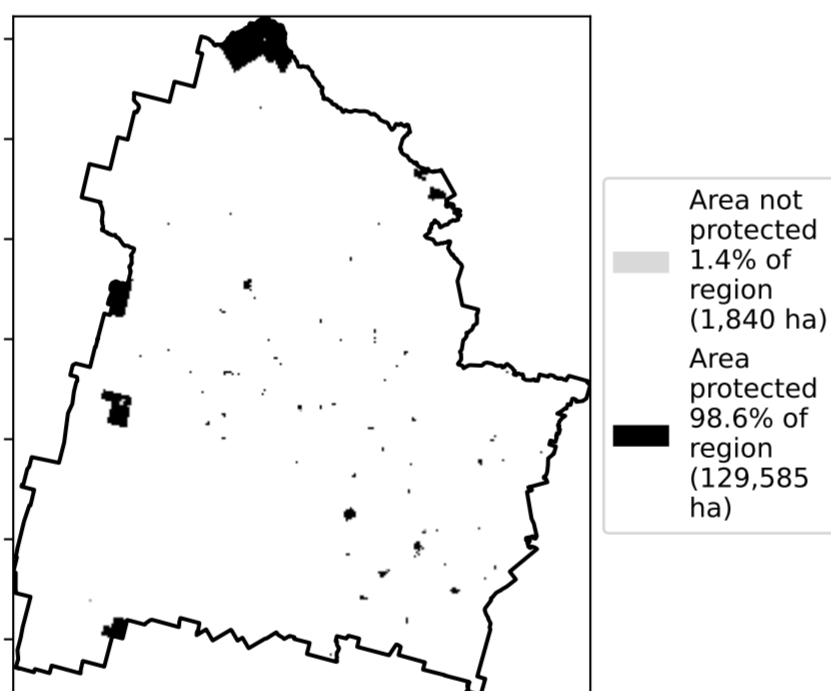 Area not
protected
1.4% of
region
(1,840 ha)
Area
protected
98.6% of
region
(129,585
ha)